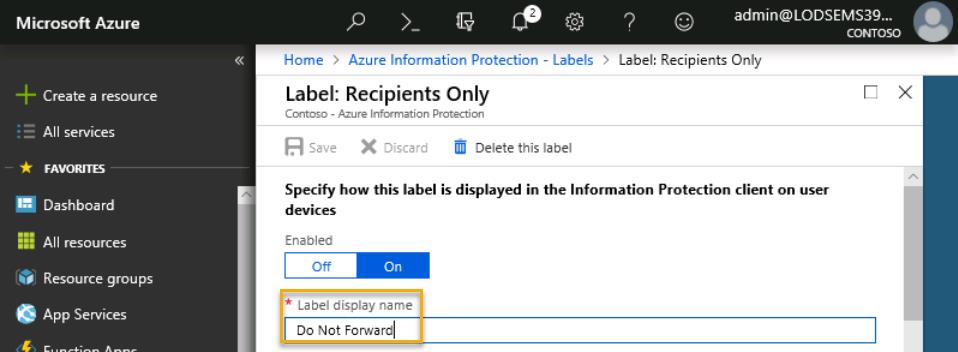 Microsoft Azure
2
admin@LODSEMS39...
CONTOSO
«
Home > Azure Information Protection - Labels > Label: Recipients Only
Create a resource
All services
FAVORITES
Dashboard
All resources
Resource groups
App Services
Function Apps
Label: Recipients Only
Contoso - Azure Information Protection
Save Discard Delete this label
Specify how this label is displayed in the Information Protection client on user
devices
Enabled
Off On
* Label display name
Do Not Forward